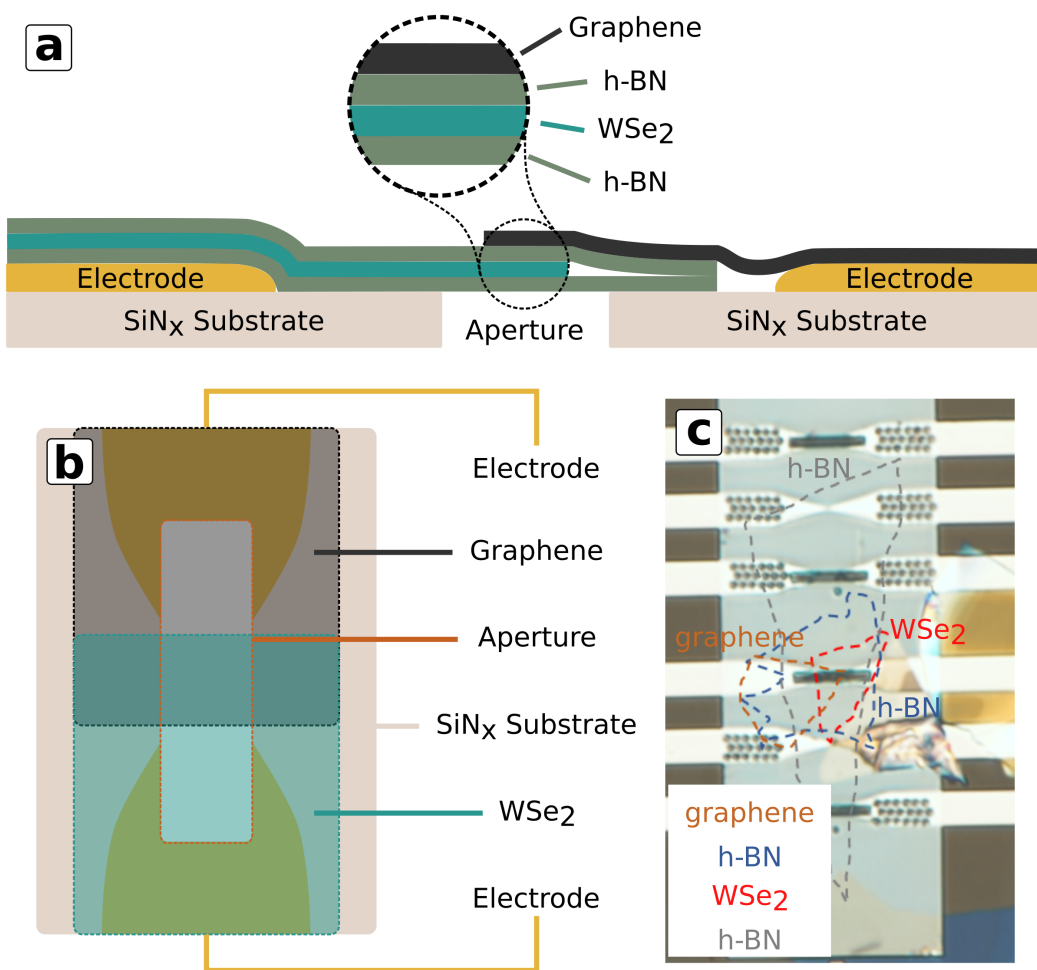 a
Graphene
h-BN
WSe2
h-BN
Electrode
Electrode
SiNx Substrate
Aperture
SiNx Substrate
b
Electrode
Graphene
Aperture
SiNx Substrate
WSe2
Electrode
c
h-BN
graphene
WSe2
h-BN
graphene
h-BN
WSe2
h-BN